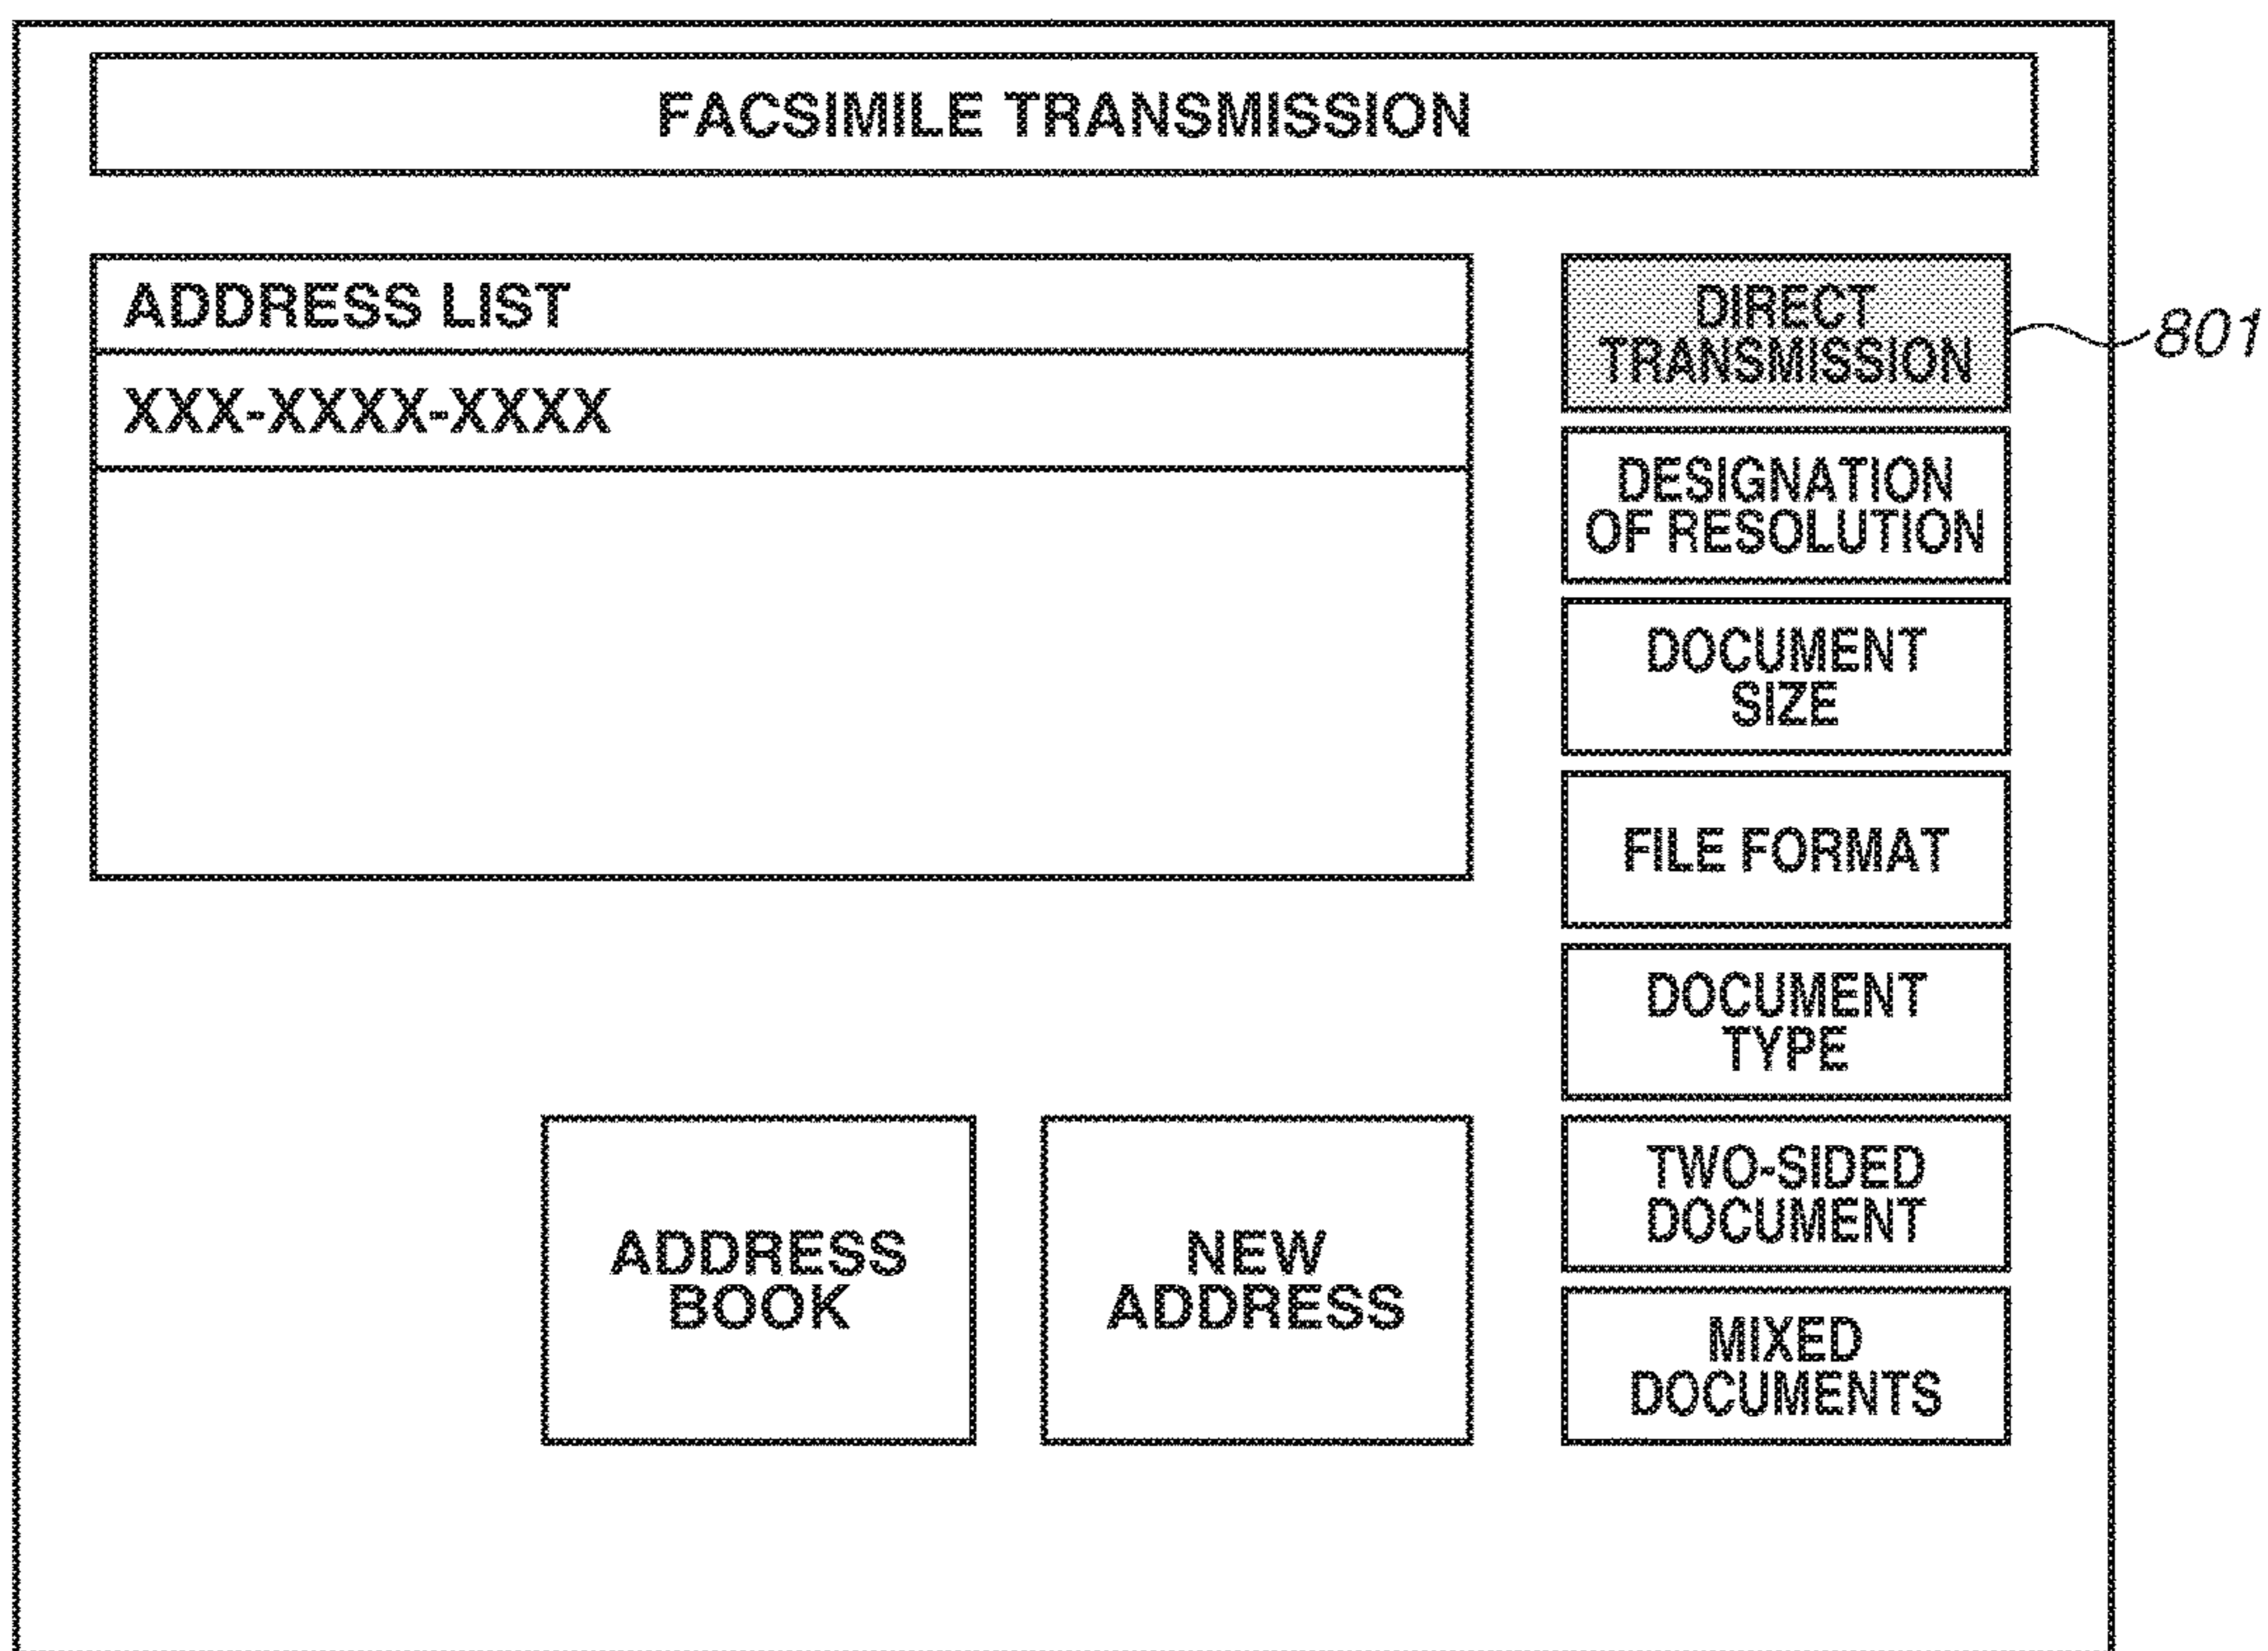 FACSIMILE TRANSMISSION
ADDRESS LIST
XXX-XXXX-XXXX
DIRECT
TRANSMISSION
801
DESIGNATION
OF RESOLUTION
DOCUMENT
SIZE
FILE FORMAT
DOCUMENT
TYPE
TWO-SIDED
DOCUMENT
MIXED
DOCUMENTS
ADDRESS
BOOK
NEW
ADDRESS